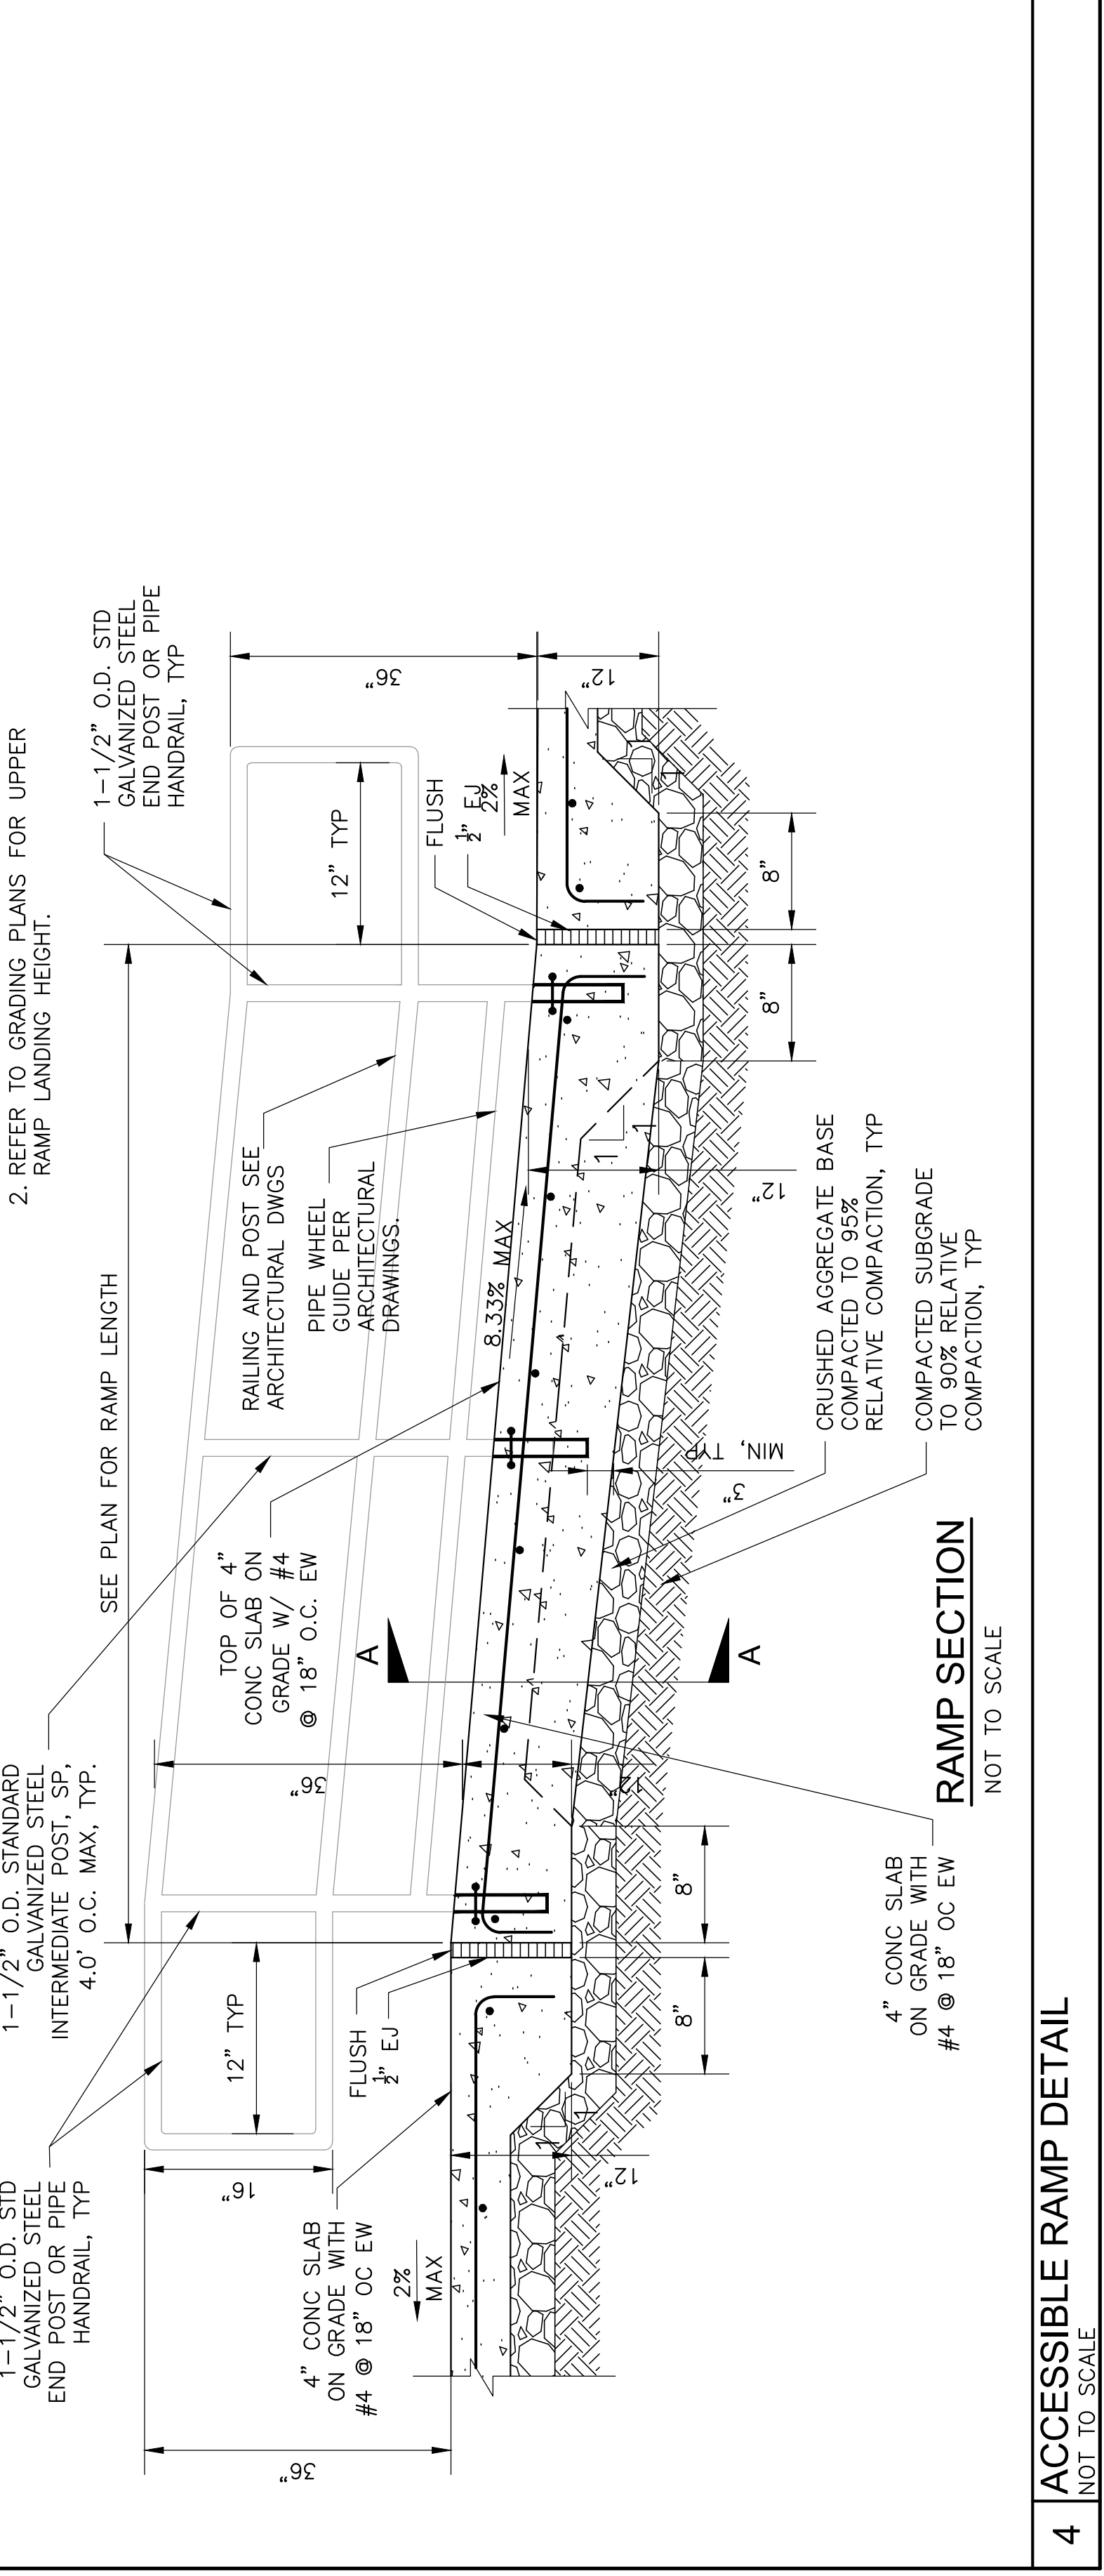 2. REFER TO GRADING PLANS FOR UPPER
RAMP LANDING HEIGHT.
1-1/2" O.D. STD
GALVANIZED STEEL
END POST OR PIPE
HANDRAIL, TYP
1-1/2" O.D. STANDARD
GALVANIZED STEEL
INTERMEDIATE POST, SP,
4.0' O.C. MAX, TYP.
SEE PLAN FOR RAMP LENGTH
1-1/2" O.D. STD
GALVANIZED STEEL
END POST OR PIPE
HANDRAIL, TYP
36"
16"
12" TYP
36"
TOP OF 4"
CONC SLAB ON
GRADE W/ #4
@ 18" O.C. EW
RAILING AND POST SEE
ARCHITECTURAL DWGS
PIPE WHEEL
GUIDE PER
ARCHITECTURAL
DRAWINGS.
12" TYP
36"
FLUSH
1/2" EJ
2%
MAX
4" CONC SLAB
ON GRADE WITH
#4 @ 18" OC EW
2%
MAX
FLUSH
1/2" EJ
A
8.33% MAX
12"
12"
12"
12"
1
1
1
1
1
1
8"
8"
8"
8"
3"
MIN, TYP
A
4" CONC SLAB
ON GRADE WITH
#4 @ 18" OC EW
CRUSHED AGGREGATE BASE
COMPACTED TO 95%
RELATIVE COMPACTION, TYP
COMPACTED SUBGRADE
TO 90% RELATIVE
COMPACTION, TYP
RAMP SECTION
NOT TO SCALE
4
ACCESSIBLE RAMP DETAIL
NOT TO SCALE